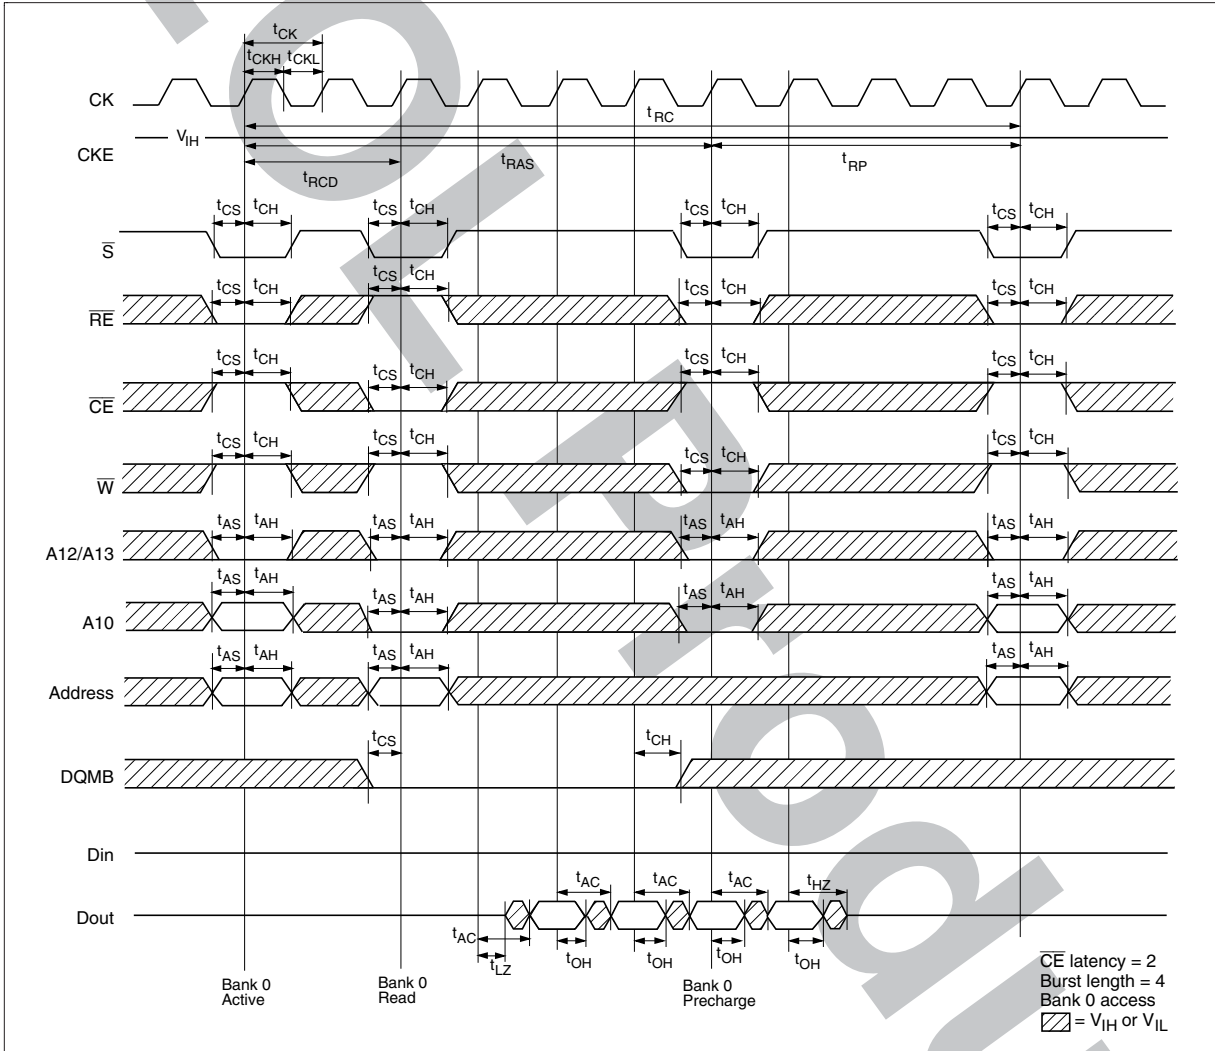 tCK
tCKH tCKL
CK
tRC
VIH
CKE
tRAS tRP
tRCD
tCS tCH tCS tCH tCS tCH tCS tCH
S
tCS tCH tCS tCH tCS tCH tCS tCH
RE
tCS tCH tCS tCH tCS tCH tCS tCH
CE
tCS tCH tCS tCH tCS tCH tCS tCH
W
tAS tAH tAS tAH tAS tAH tAS tAH
A12/A13
tAS tAH tAS tAH tAS tAH tAS tAH
A10
tAS tAH tAS tAH tAS tAH
Address
tCS tCH
DQMB
Din
tAC tAC tAC tHZ
Dout
tAC
tLZ tOH tOH tOH tOH
Bank 0
Active
Bank 0
Read
Bank 0
Precharge
CE latency = 2
Burst length = 4
Bank 0 access
= VIH or VIL
OL Produ